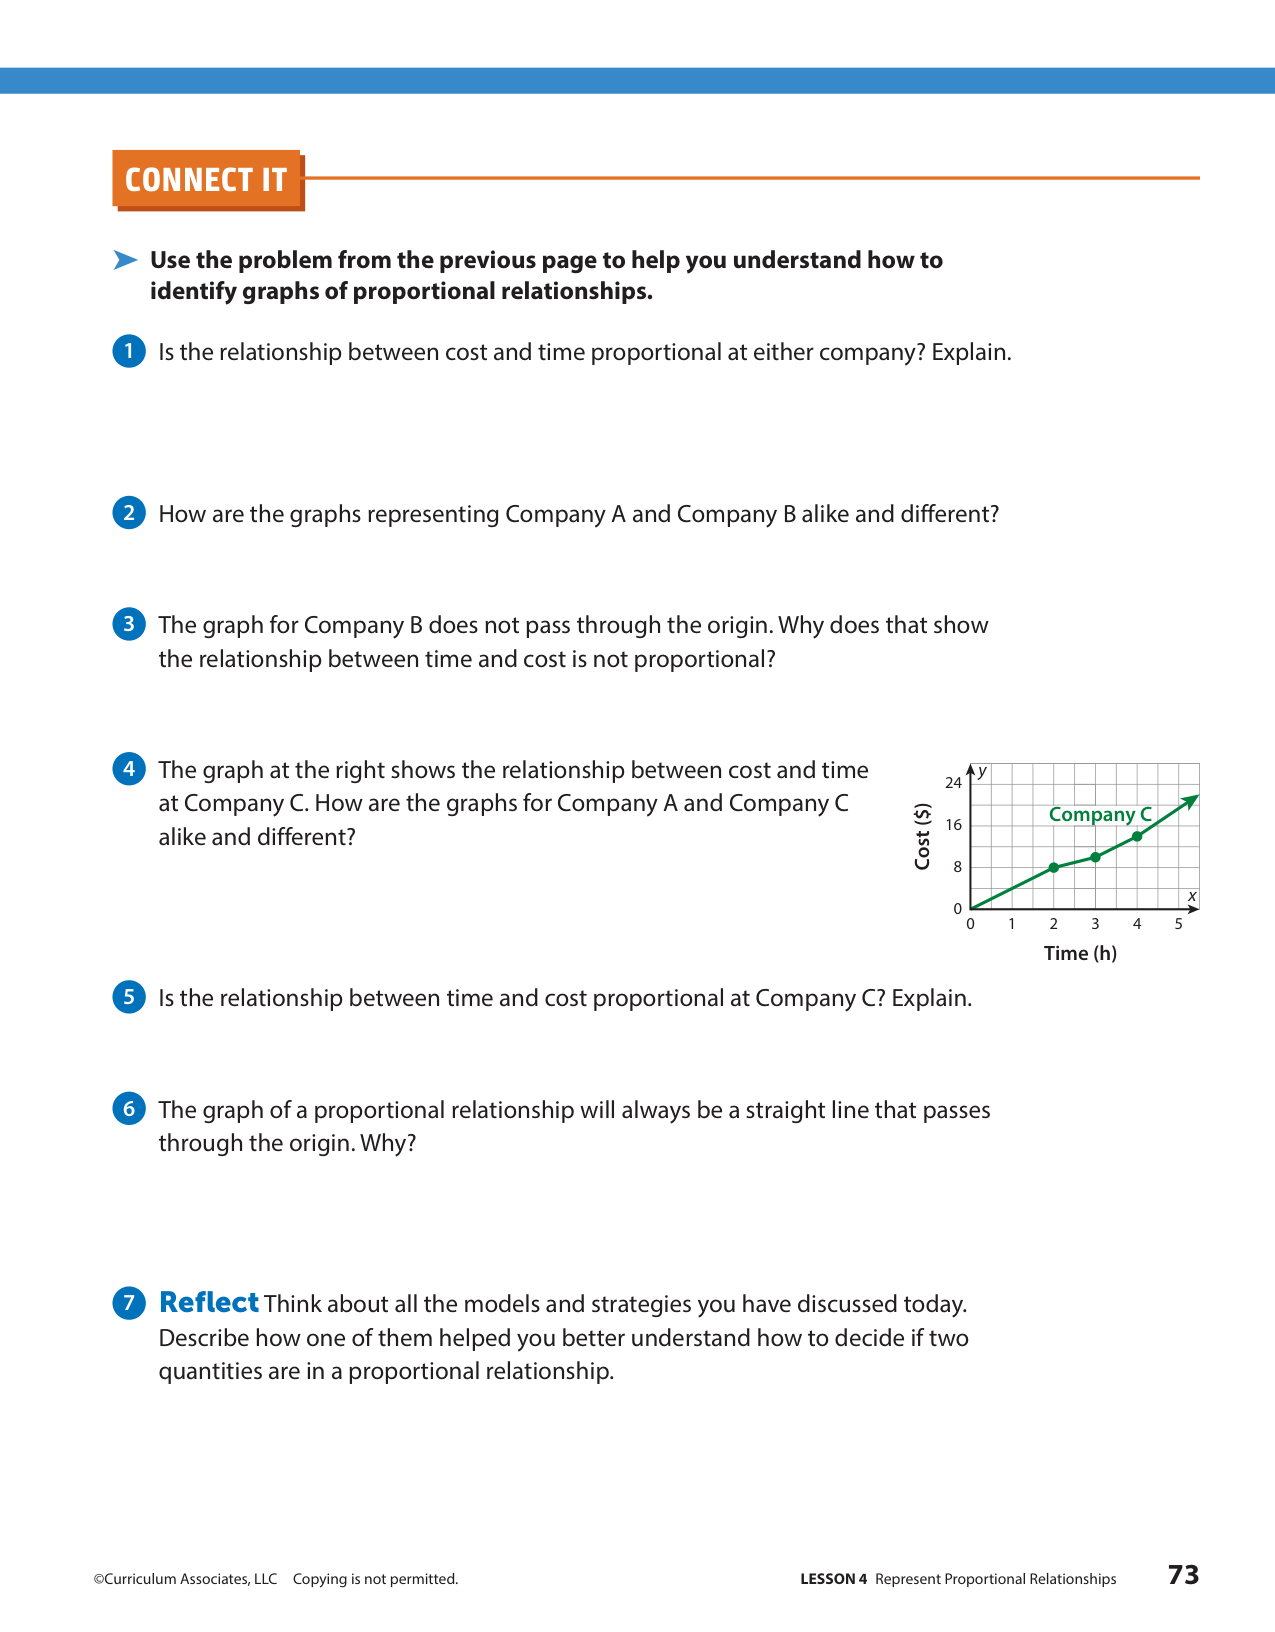 CONNECT IT
Use the problem from the previous page to help you understand how to
identify graphs of proportional relationships.
1 Is the relationship between cost and time proportional at either company? Explain.
2 How are the graphs representing Company A and Company B alike and different?
3 The graph for Company B does not pass through the origin. Why does that show
the relationship between time and cost is not proportional?
4 The graph at the right shows the relationship between cost and time
at Company C. How are the graphs for Company A and Company C
alike and different?
y
24
16
8
0
Cost ($)
Company C
x
0 1 2 3 4 5
Time (h)
5 Is the relationship between time and cost proportional at Company C? Explain.
6 The graph of a proportional relationship will always be a straight line that passes
through the origin. Why?
7 Reflect Think about all the models and strategies you have discussed today.
Describe how one of them helped you better understand how to decide if two
quantities are in a proportional relationship.
©Curriculum Associates, LLC Copying is not permitted.
LESSON 4 Represent Proportional Relationships 73